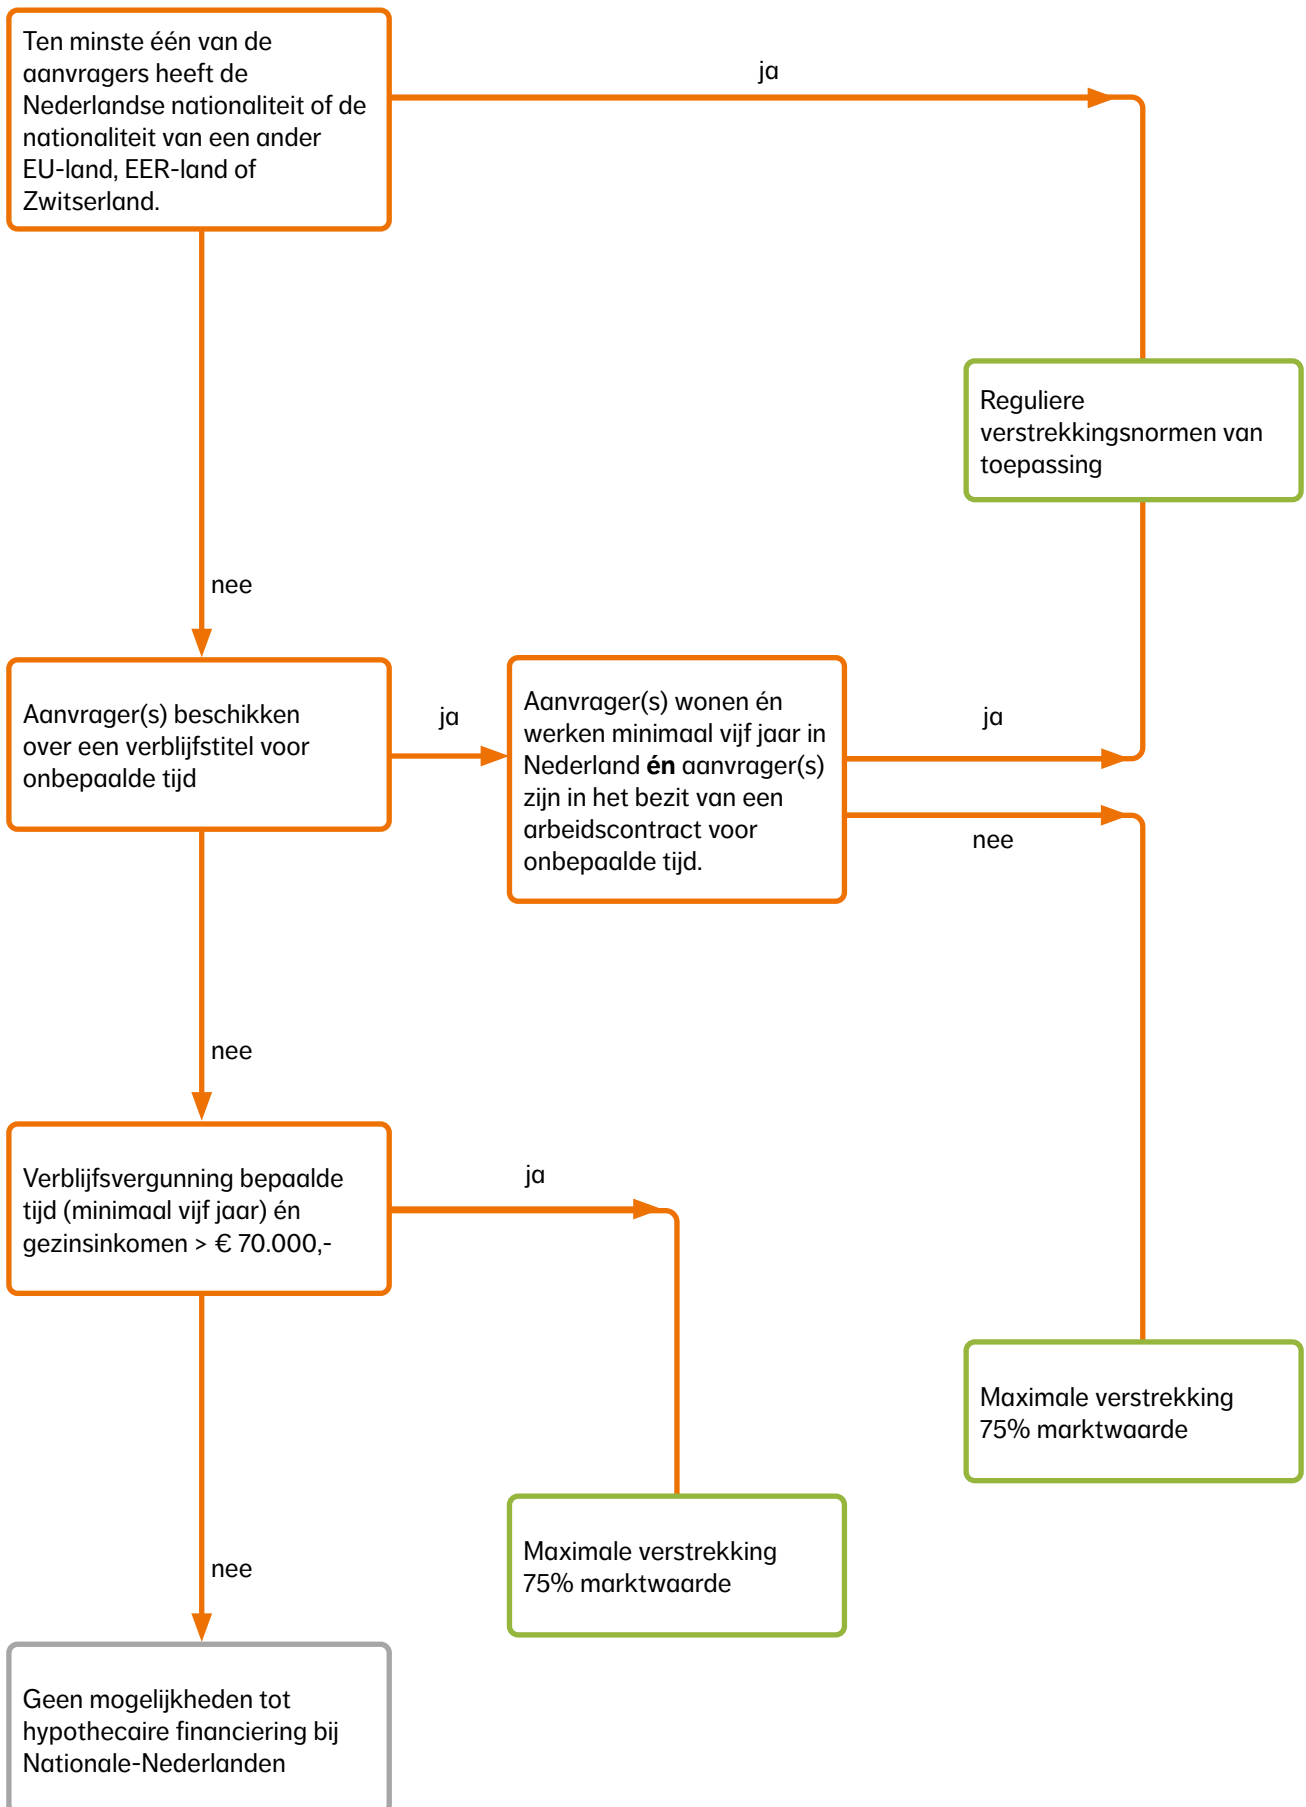 Ten minste één van de
aanvragers heeft de
Nederlandse nationaliteit of de
nationaliteit van een ander
EU-land, EER-land of
Zwitserland.
ja
Reguliere
verstrekkingsnormen van
toepassing
nee
Aanvrager(s) beschikken
over een verblijfstitel voor
onbepaalde tijd
ja
Aanvrager(s) wonen én
werken minimaal vijf jaar in
Nederland én aanvrager(s)
zijn in het bezit van een
arbeidscontract voor
onbepaalde tijd.
ja
nee
nee
Verblijfsvergunning bepaalde
tijd (minimaal vijf jaar) én
gezinsinkomen > € 70.000,-
ja
Maximale verstrekking
75% marktwaarde
Maximale verstrekking
75% marktwaarde
nee
Geen mogelijkheden tot
hypothecaire financiering bij
Nationale-Nederlanden